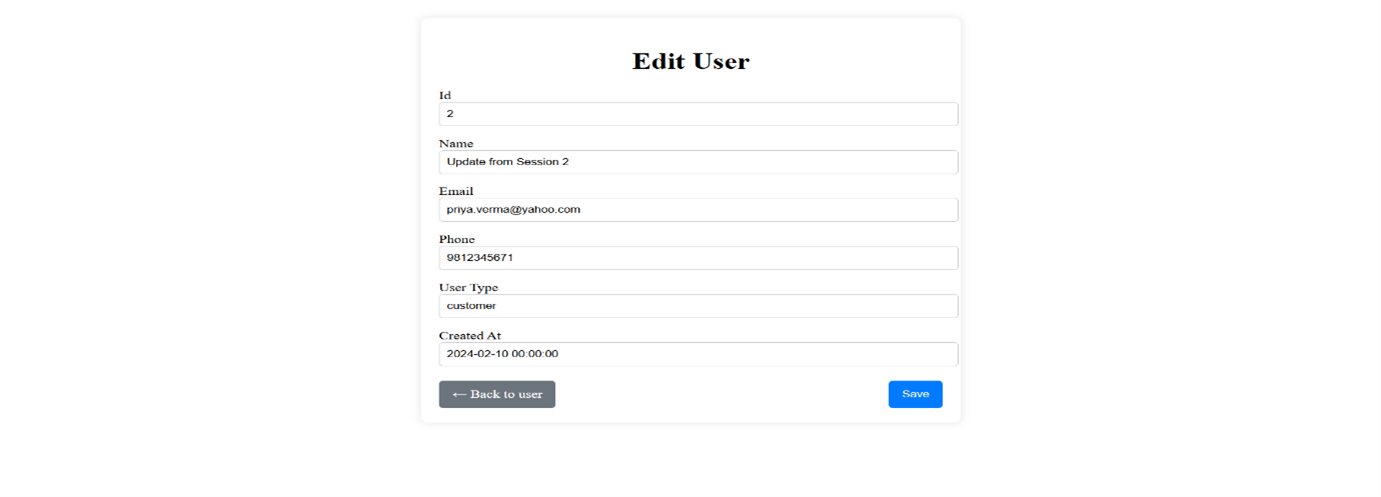 Edit User
Id
2
Name
Update from Session 2
Email
priya.verma@yahoo.com
Phone
9812345671
User Type
customer
Created At
2024-02-10 00:00:00
← Back to user
Save